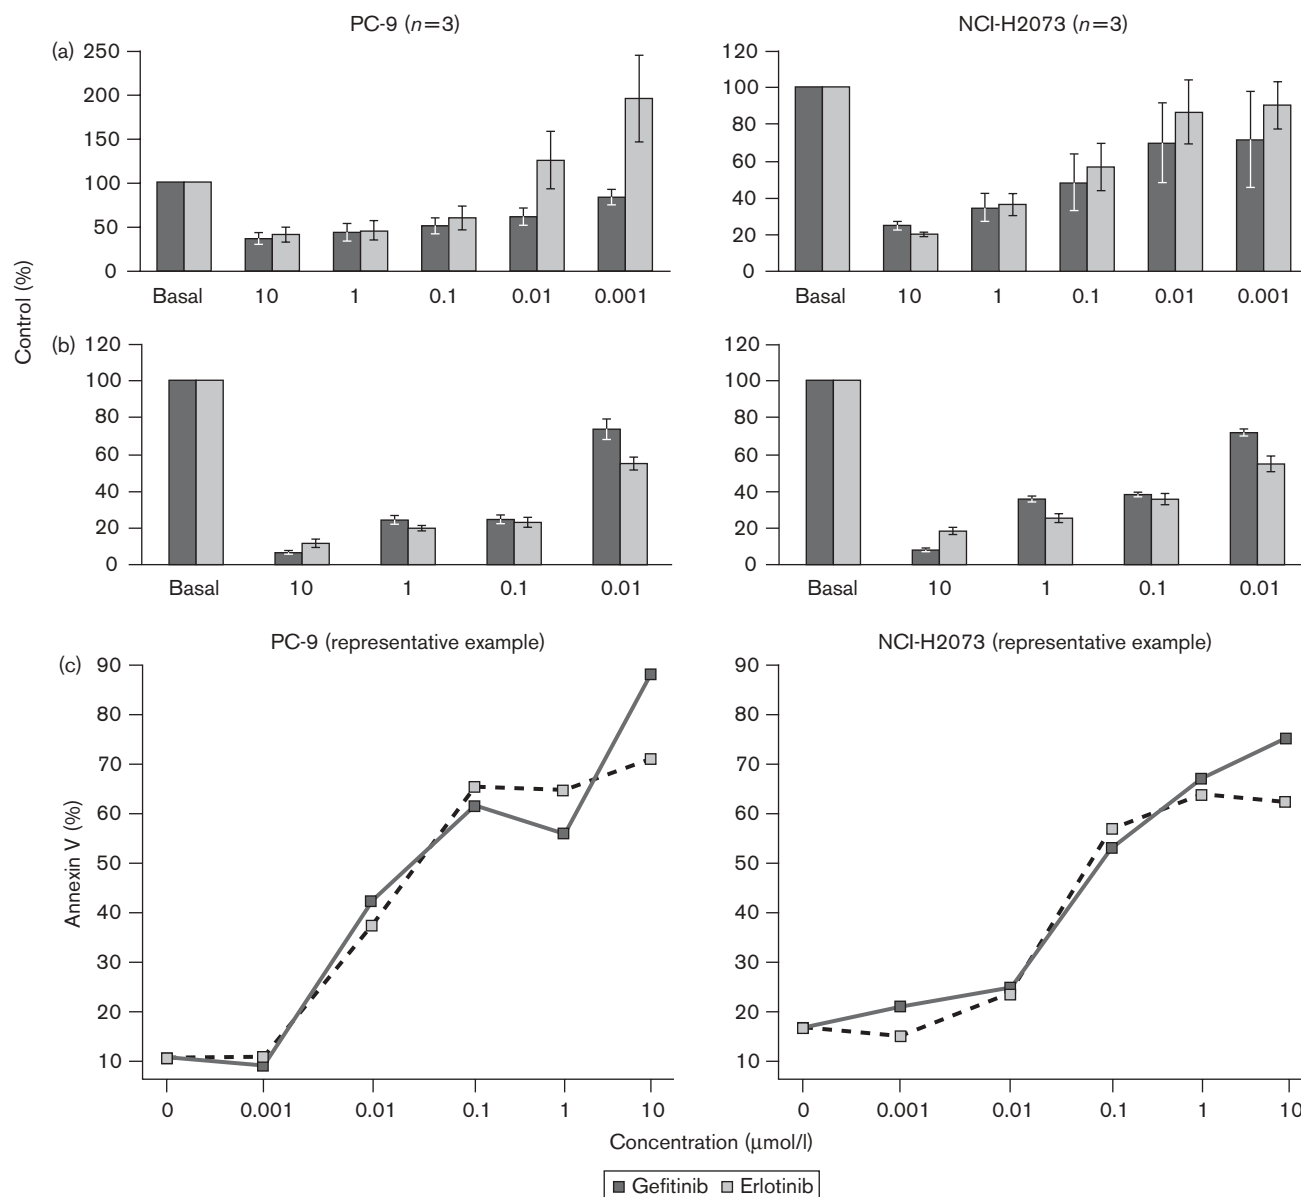 PC-9 (n=3)
NCI-H2073 (n=3)
(a)
250
200
150
100
50
0
Basal 10 1 0.1 0.01 0.001
120
100
80
60
40
20
0
Basal 10 1 0.1 0.01 0.001
Control (%)
(b)
120
100
80
60
40
20
0
Basal 10 1 0.1 0.01
120
100
80
60
40
20
0
Basal 10 1 0.1 0.01
PC-9 (representative example)
NCI-H2073 (representative example)
(c)
90
80
70
60
50
40
30
20
10
Annexin V (%)
0 0.001 0.01 0.1 1 10
90
80
70
60
50
40
30
20
10
0 0.001 0.01 0.1 1 10
Concentration (μmol/l)
Gefitinib Erlotinib